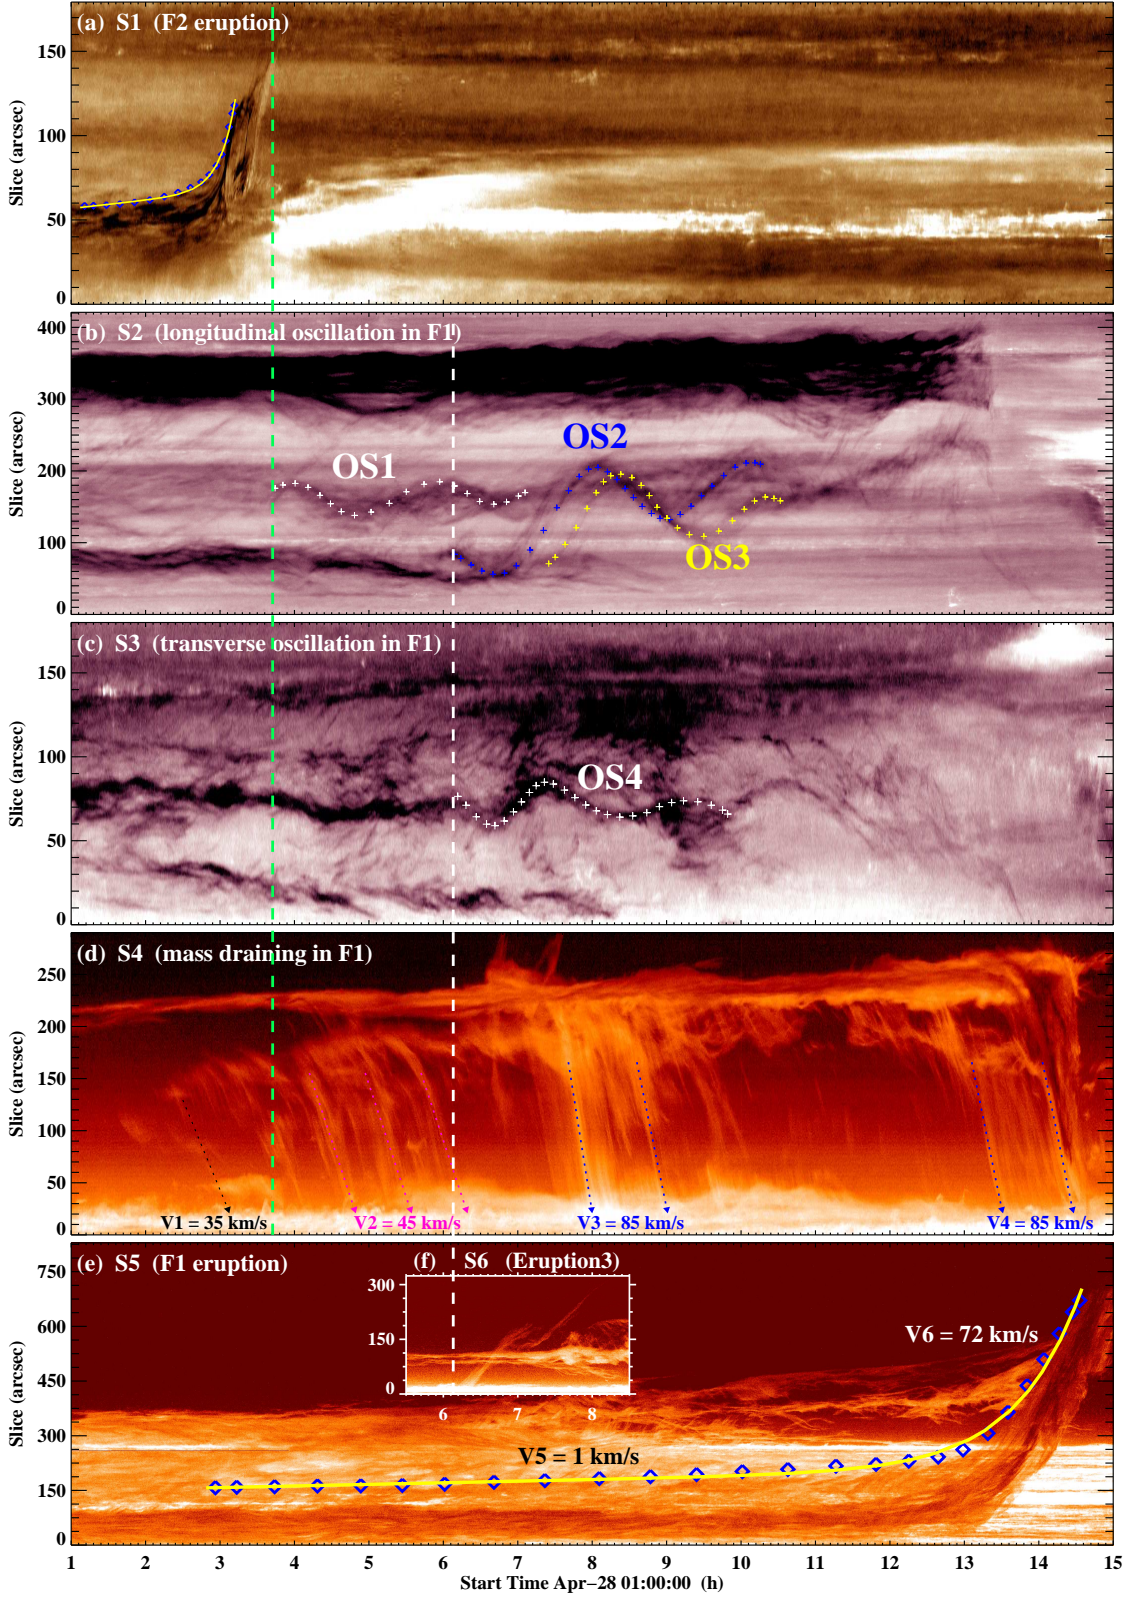 (a) S1 (F2 eruption)
150
100
50
0
Slice (arcsec)
(b) S2 (longitudinal oscillation in F1)
400
300
200
100
0
Slice (arcsec)
OS1
OS2
OS3
(c) S3 (transverse oscillation in F1)
150
100
50
0
Slice (arcsec)
OS4
(d) S4 (mass draining in F1)
250
200
150
100
50
0
Slice (arcsec)
V1 = 35 km/s
V2 = 45 km/s
V3 = 85 km/s
V4 = 85 km/s
(e) S5 (F1 eruption)
(f) S6 (Eruption3)
300
150
0
6 7 8
750
600
450
300
150
0
Slice (arcsec)
V6 = 72 km/s
V5 = 1 km/s
1 2 3 4 5 6 7 8 9 10 11 12 13 14 15
Start Time Apr−28 01:00:00 (h)